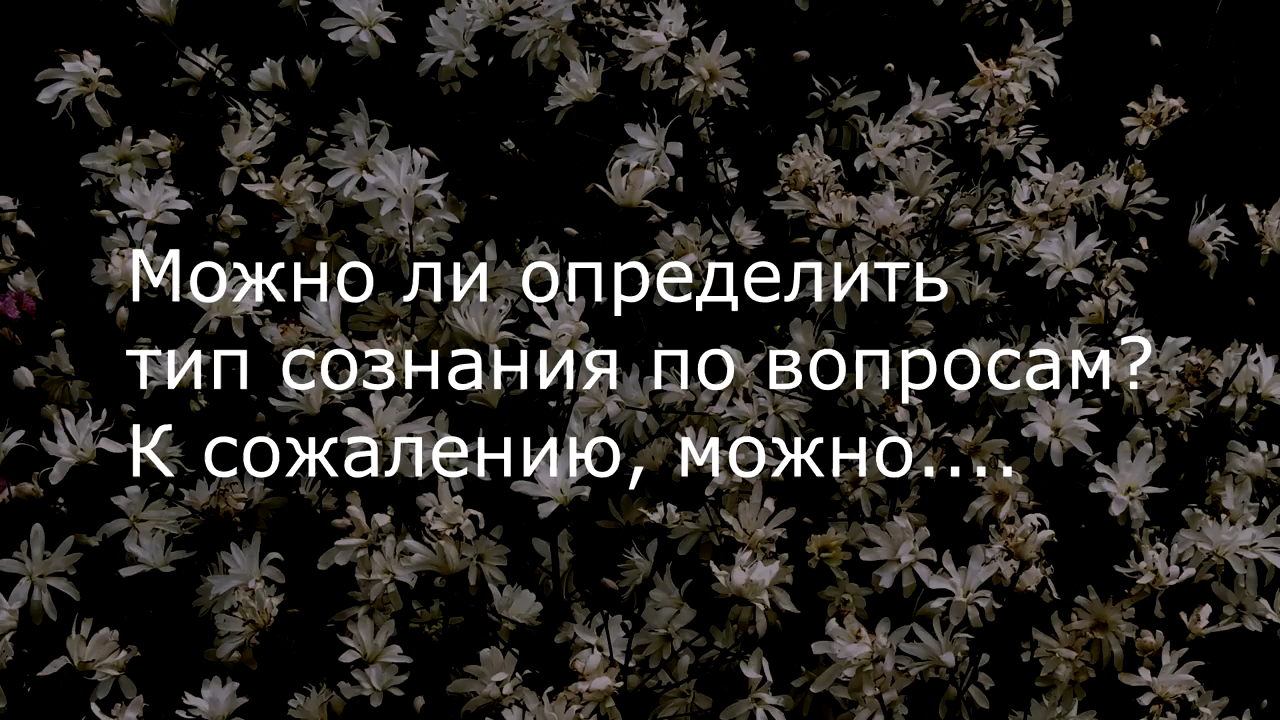 Можно ли определить
тип сознания по вопросам?
К сожалению, можно....